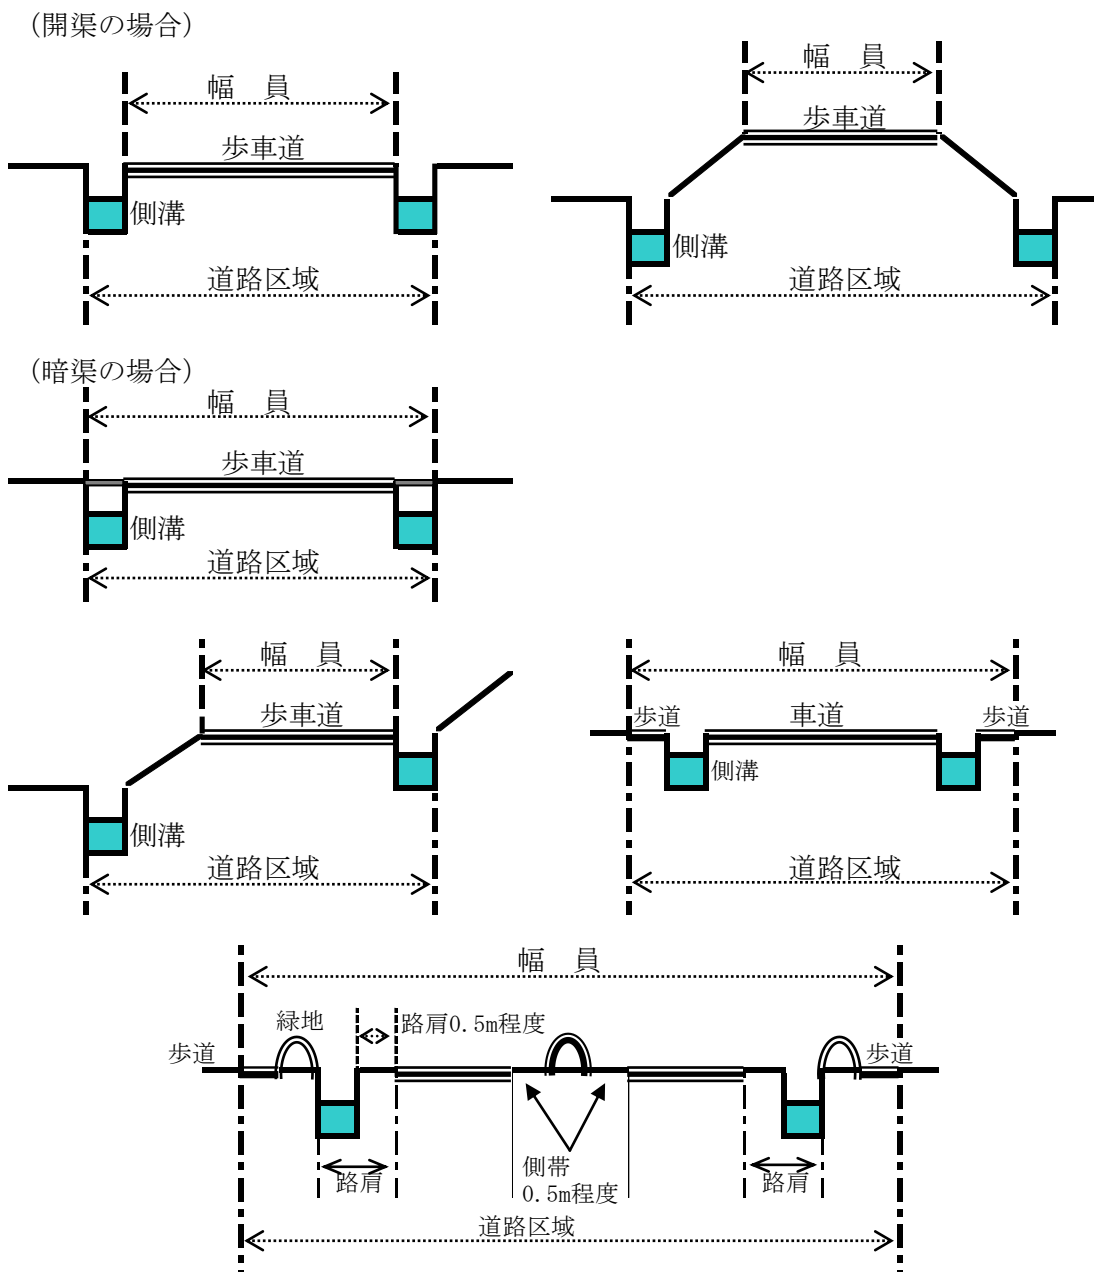 （開渠の場合）
幅　員
歩車道
側溝
道路区域
幅　員
歩車道
側溝
道路区域
（暗渠の場合）
幅　員
歩車道
側溝
道路区域
幅　員
歩車道
側溝
道路区域
幅　員
歩道
車道
歩道
側溝
道路区域
幅　員
緑地
路肩0.5m程度
歩道
歩道
側帯
0.5m程度
路肩
路肩
道路区域